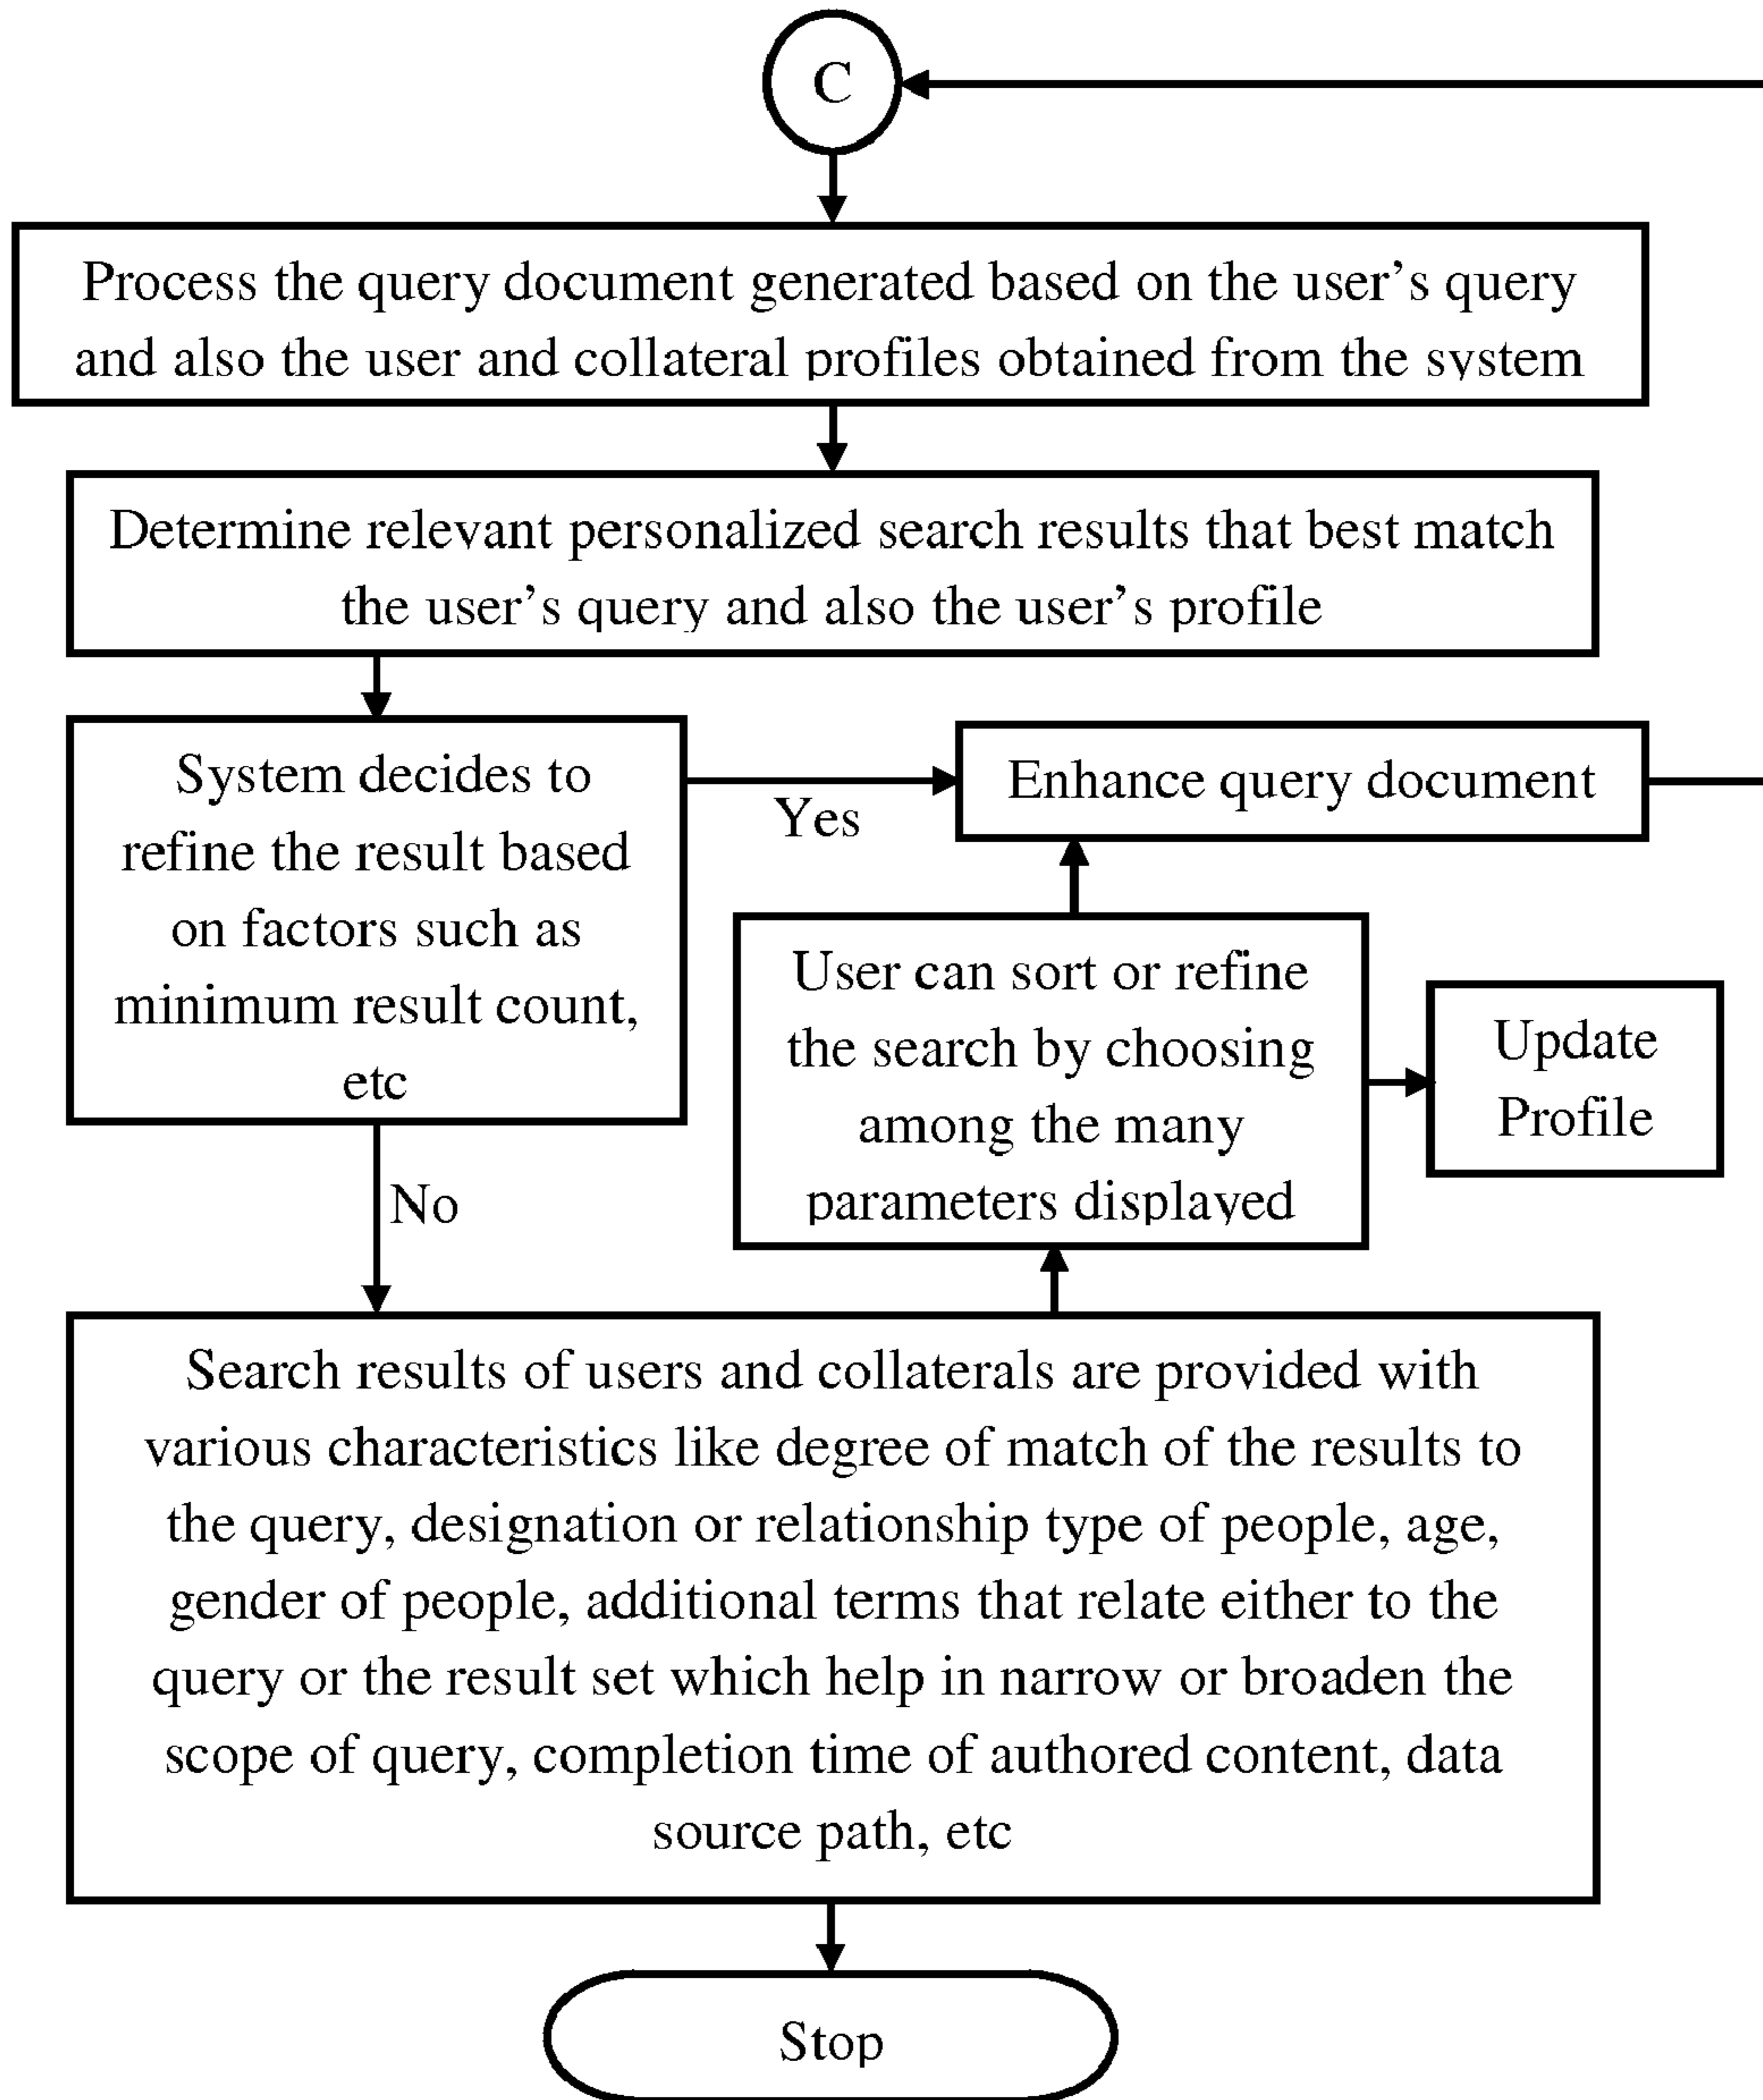 C
Process the query document generated based on the user’s query
and also the user and collateral profiles obtained from the system
Determine relevant personalized search results that best match
the user’s query and also the user’s profile
System decides to
refine the result based
on factors such as
minimum result count,
etc
Yes
Enhance query document
User can sort or refine
the search by choosing
among the many
parameters displayed
Update
Profile
No
Search results of users and collaterals are provided with
various characteristics like degree of match of the results to
the query, designation or relationship type of people, age,
gender of people, additional terms that relate either to the
query or the result set which help in narrow or broaden the
scope of query, completion time of authored content, data
source path, etc
Stop